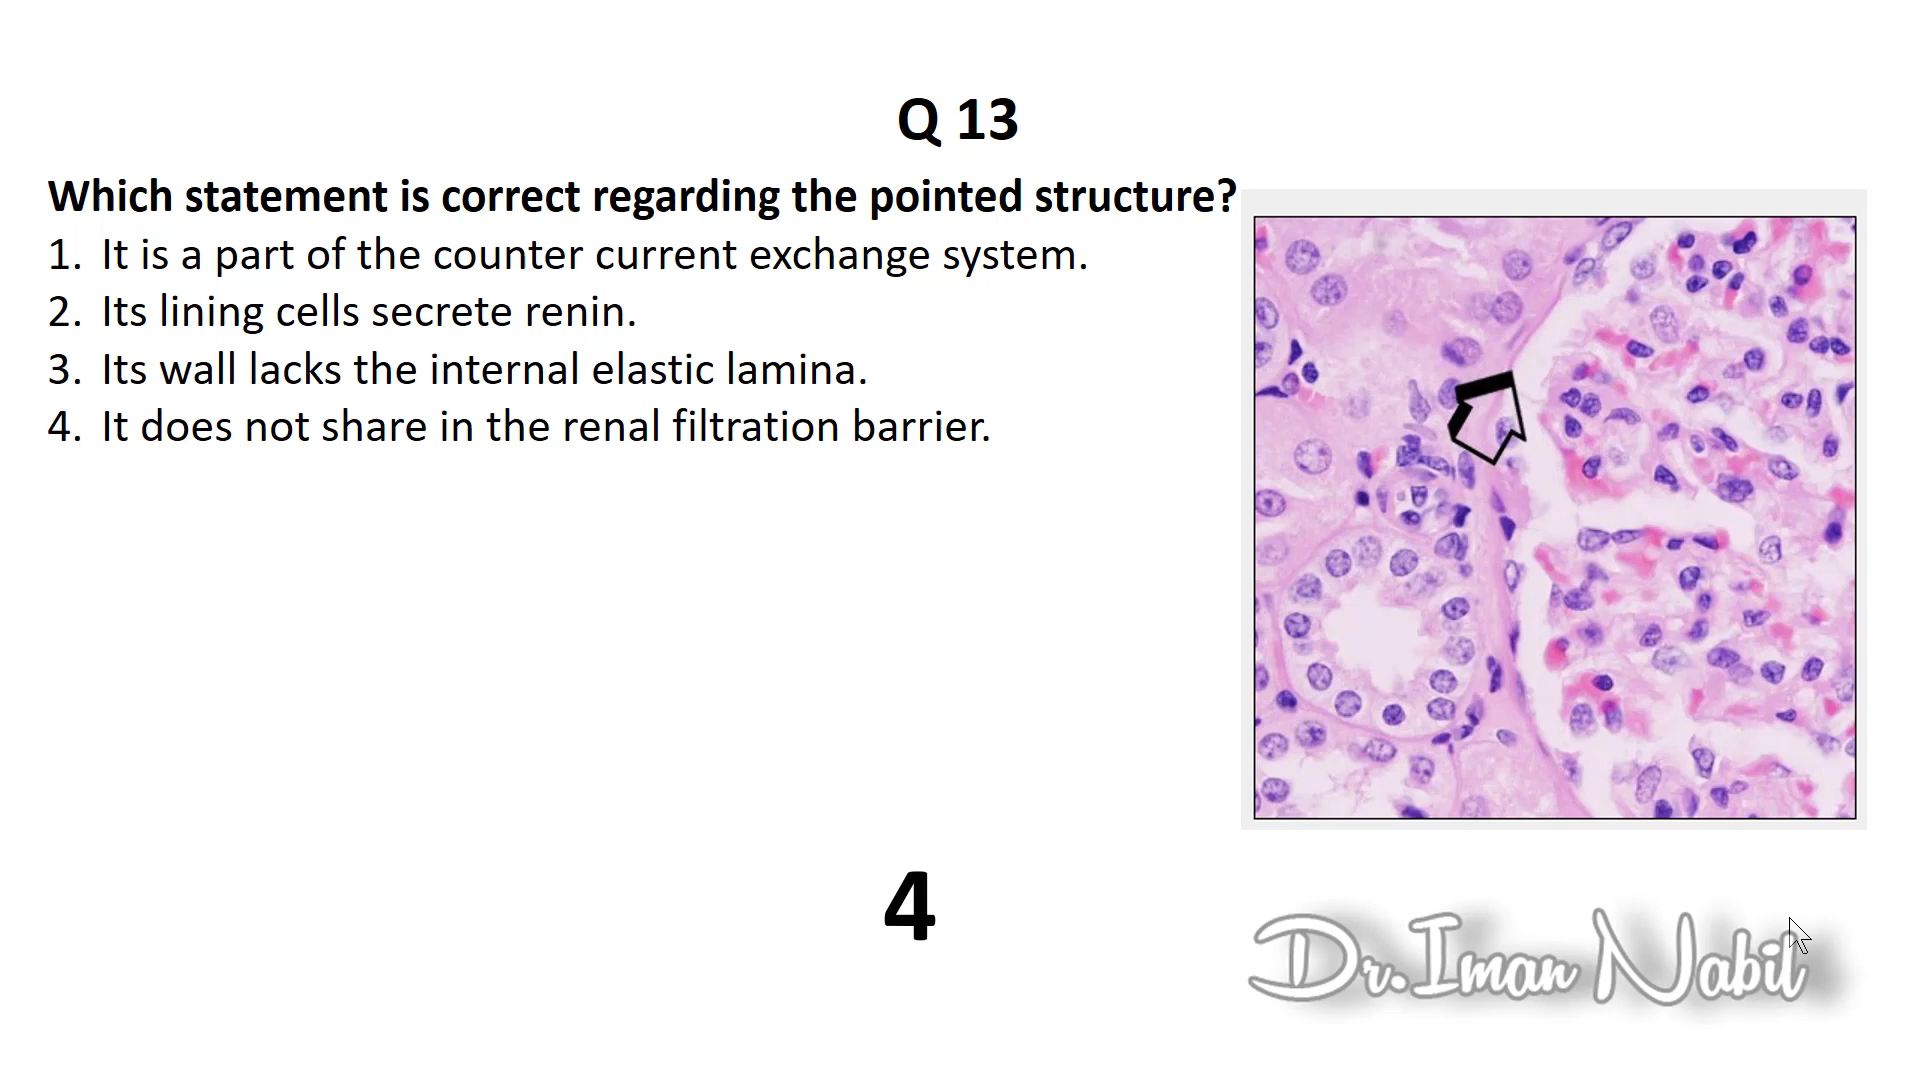 Q 13
Which statement is correct regarding the pointed structure?
1. It is a part of the counter current exchange system.
2. Its lining cells secrete renin.
3. Its wall lacks the internal elastic lamina.
4. It does not share in the renal filtration barrier.
4
Dr.Iman Nabil